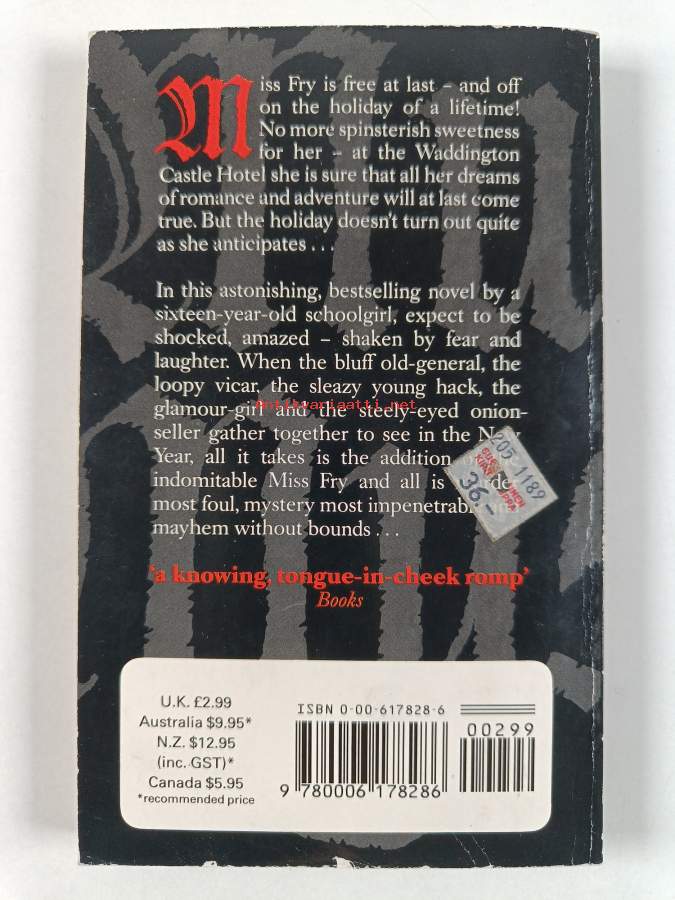 Miss Fry is free at last – and off
on the holiday of a lifetime!
No more spinsterish sweetness
for her – at the Waddington
Castle Hotel she is sure that all her dreams
of romance and adventure will at last come
true. But the holiday doesn't turn out quite
as she anticipates . . .
In this astonishing, bestselling novel by a
sixteen-year-old schoolgirl, expect to be
shocked, amazed – shaken by fear and
laughter. When the bluff old-general, the
loopy vicar, the sleazy young hack, the
glamour-girl and the steely-eyed onion-
Antikvariaatti.net
seller gather together to see in the New
Year, all it takes is the addition
indomitable Miss Fry and all is
most foul, mystery most impenetrable
mayhem without bounds . . .
205 1189
36-
'a knowing, tongue-in-cheek romp'
Books
U.K. £2.99
Australia $9.95*
N.Z. $12.95
(inc. GST)*
Canada $5.95
*recommended price
ISBN 0-00-617828-6
00299
9 780006 178286